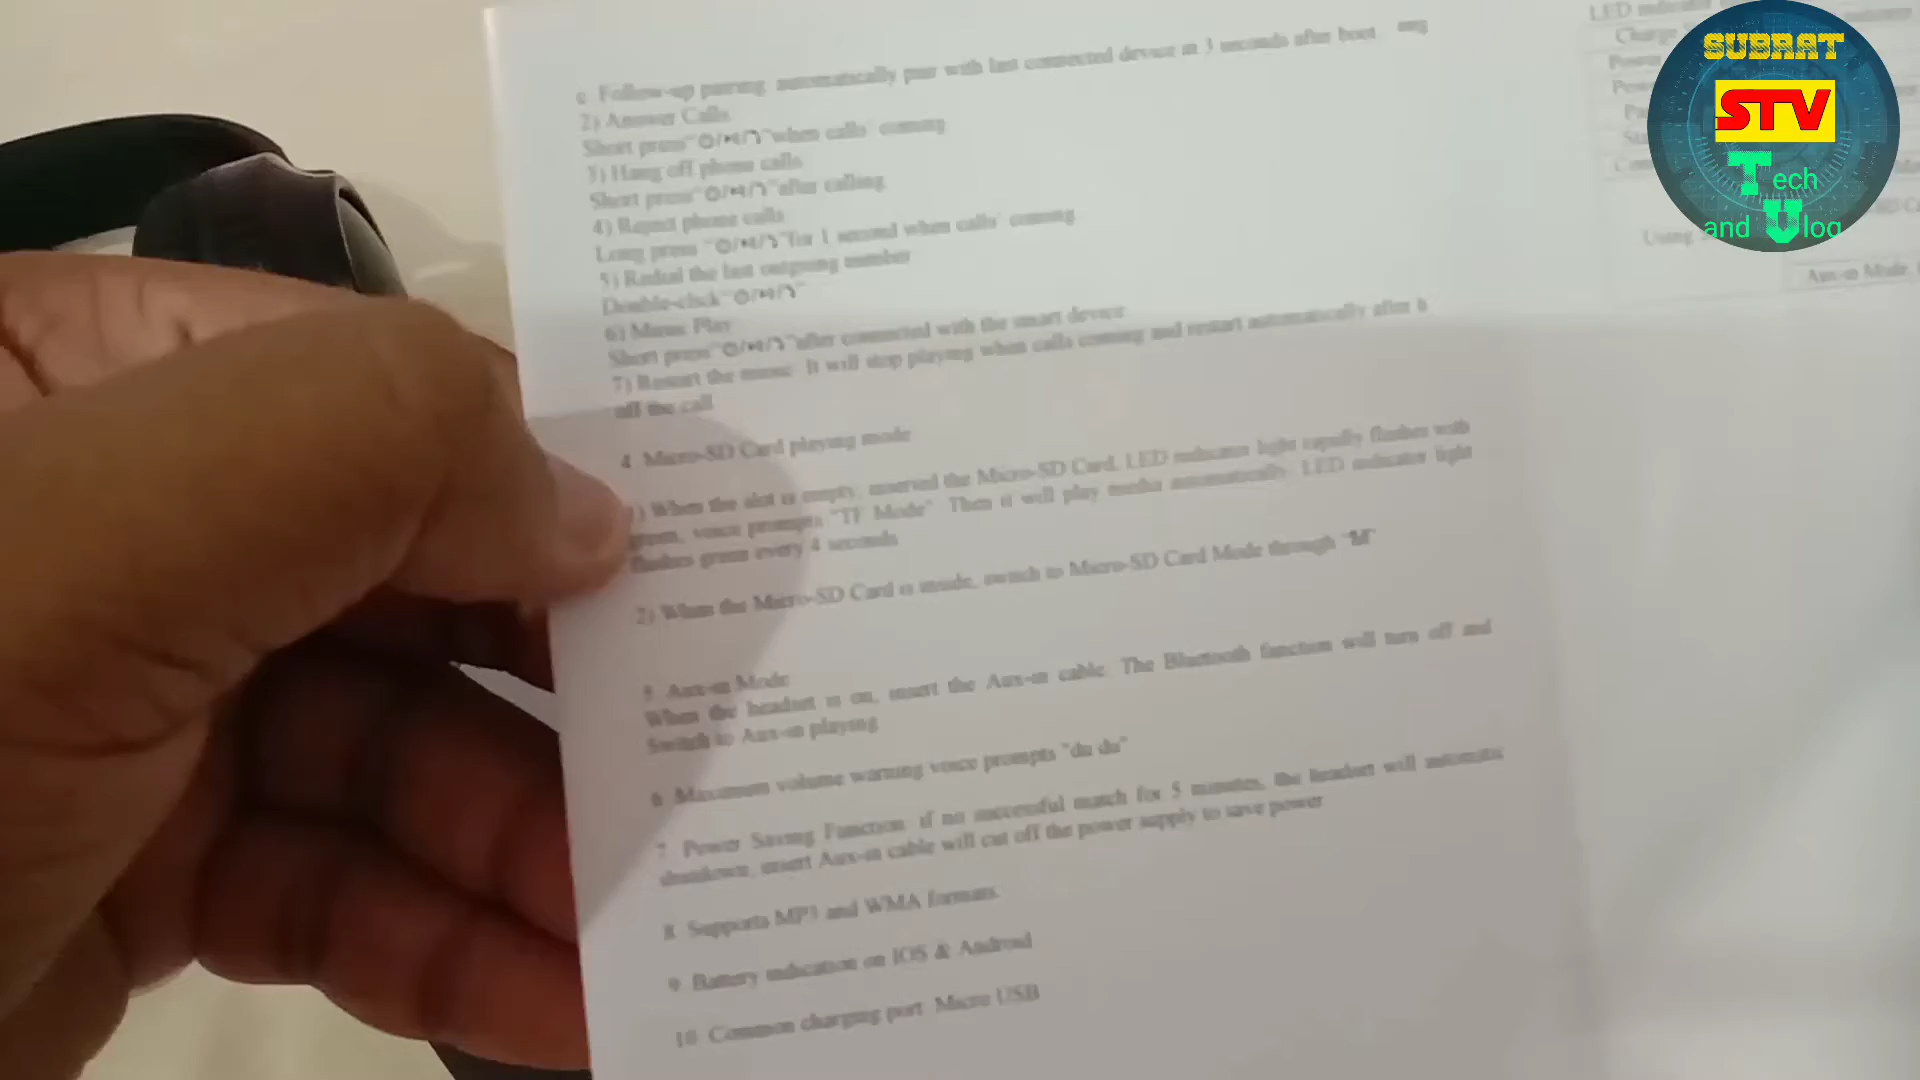 c Follow-up pairing automatically pair with last connected device in 3 seconds after boot
2) Answer Calls
Short press "⏻/⏯/" when calls' coming
3) Hang off phone calls
Short press "⏻/⏯/" after calling
4) Reject phone calls
Long press "⏻/⏯/" for 1 second when calls' coming
5) Redial the last outgoing number
Double-click "⏻/⏯/"
6) Music Play
Short press "⏻/⏯/" after connected with the smart device
7) Restart the music: It will stop playing when calls coming and restart automatically after h
off the call
4 Micro-SD Card playing mode
1) When the slot is empty, inserted the Micro-SD Card, LED indicator light rapidly flashes with
green, voice prompts "TF Mode". Then it will play media automatically. LED indicator light
flashes green every 4 seconds
2) When the Micro-SD Card is inside, switch to Micro-SD Card Mode through "M"
5 Aux-in Mode
When the headset is on, insert the Aux-in cable. The Bluetooth function will turn off and
Switch to Aux-in playing
6 Maximum volume warning voice prompts "du du"
7 Power Saving Function: if no successful match for 5 minutes, the headset will automatic
shutdown, insert Aux-in cable will cut off the power supply to save power
8 Supports MP3 and WMA formats.
9 Battery indication on IOS & Android
10 Common charging port Micro USB
LED indicator
Charge
Power
Using
Aux-in Mode,
SUBRAT
STV
Tech
and Vlog